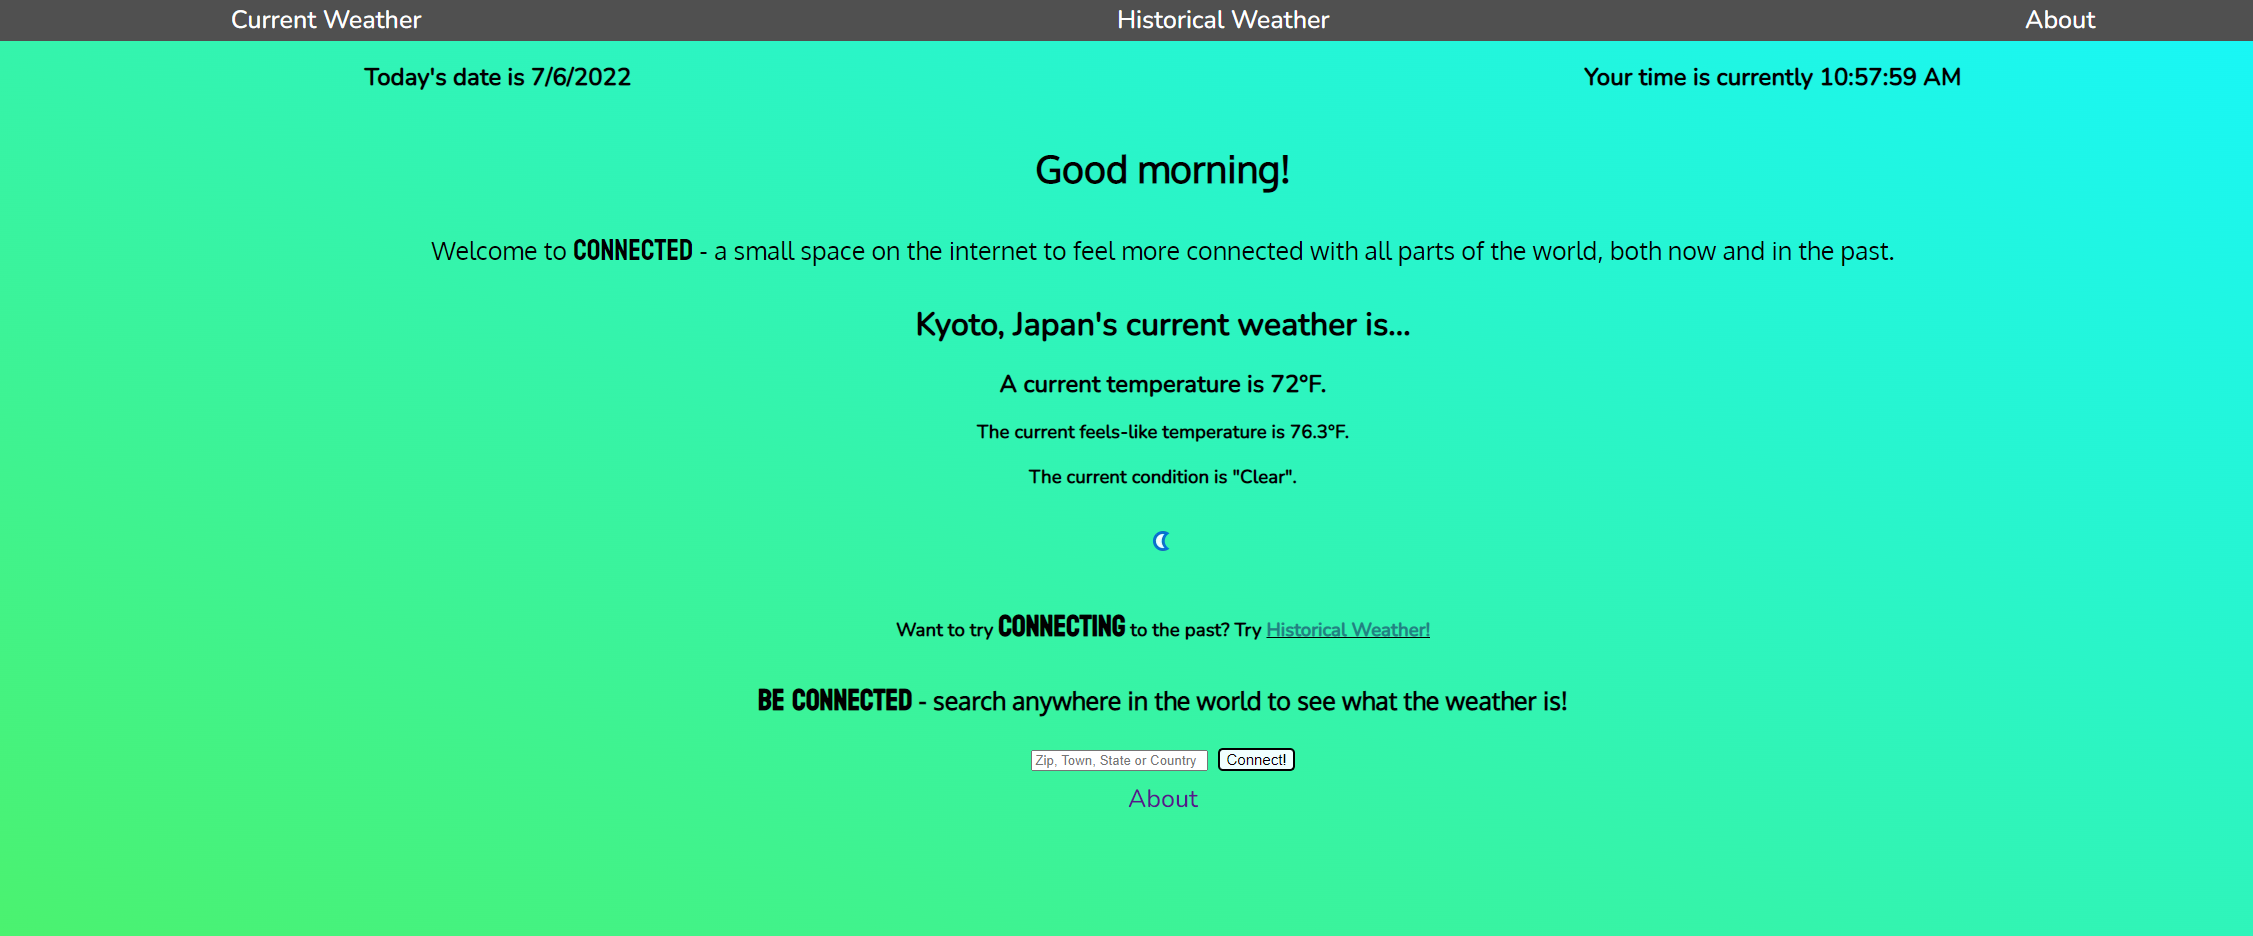 Current Weather Historical Weather About
Today's date is 7/6/2022 Your time is currently 10:57:59 AM
Good morning!
Welcome to CONNECTED - a small space on the internet to feel more connected with all parts of the world, both now and in the past.
Kyoto, Japan's current weather is...
A current temperature is 72°F.
The current feels-like temperature is 76.3°F.
The current condition is "Clear".
Want to try CONNECTING to the past? Try Historical Weather!
BE CONNECTED - search anywhere in the world to see what the weather is!
Zip, Town, State or Country Connect!
About